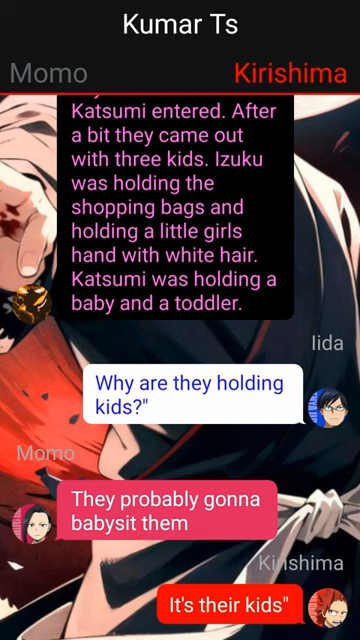 Kumar Ts
Momo
Kirishima
Katsumi entered. After
a bit they came out
with three kids. Izuku
was holding the
shopping bags and
holding a little girls
hand with white hair.
Katsumi was holding a
baby and a toddler.
Iida
Why are they holding
kids?"
Momo
They probably gonna
babysit them
Kirishima
It's their kids"